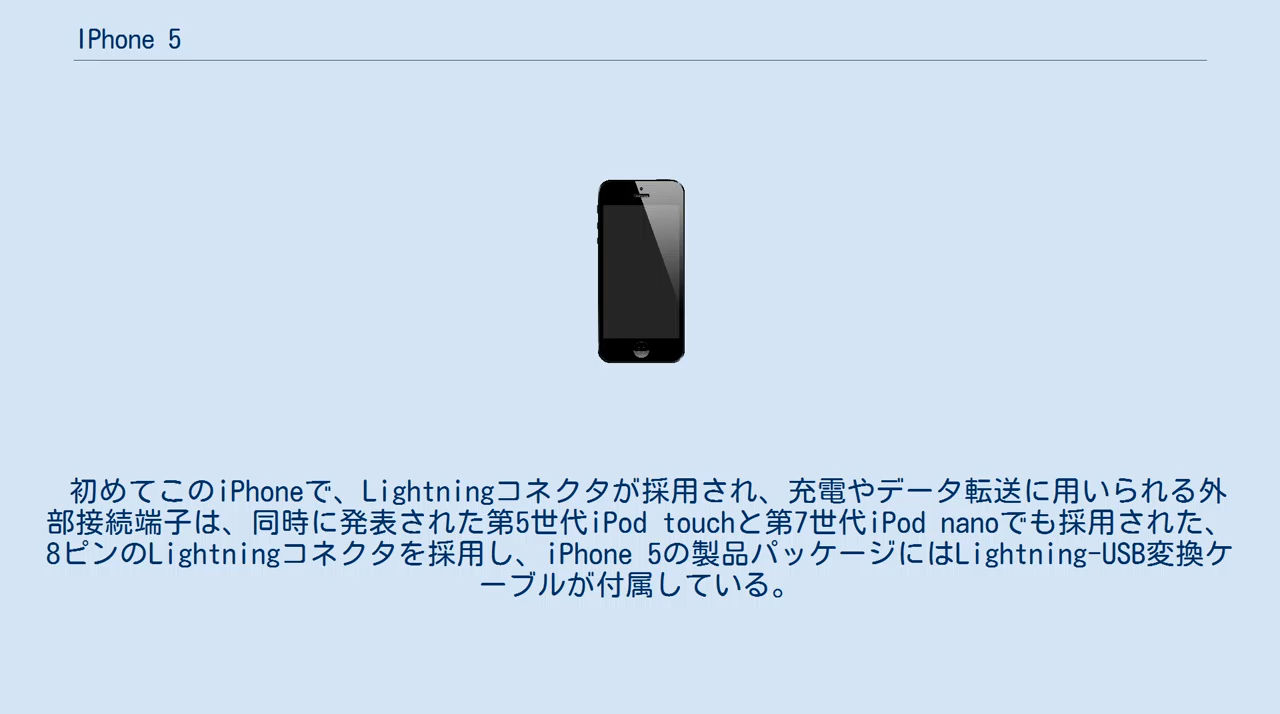 IPhone 5
初めてこのiPhoneで、Lightningコネクタが採用され、充電やデータ転送に用いられる外
部接続端子は、同時に発表された第5世代iPod touchと第7世代iPod nanoでも採用された、
8ピンのLightningコネクタを採用し、iPhone 5の製品パッケージにはLightning-USB変換ケ
ーブルが付属している。